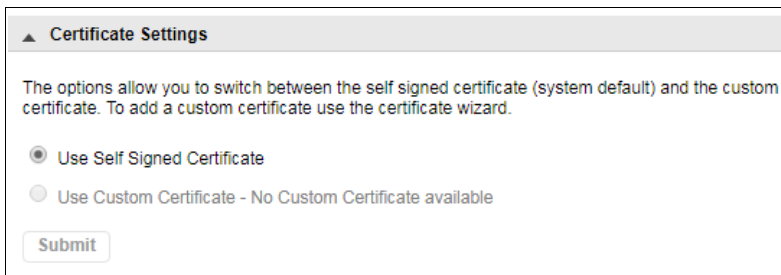 Certificate Settings
The options allow you to switch between the self signed certificate (system default) and the custom
certificate. To add a custom certificate use the certificate wizard.
Use Self Signed Certificate
Use Custom Certificate - No Custom Certificate available
Submit